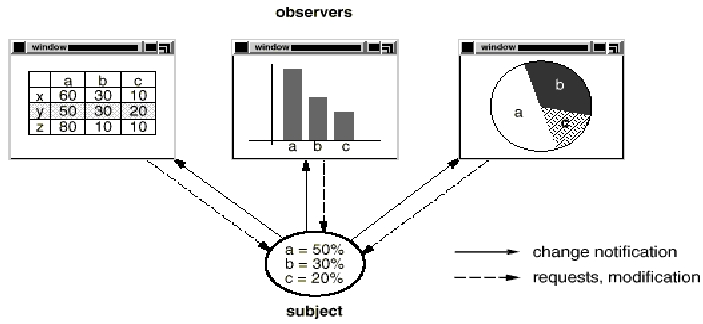 observers
window
window
window
a b c
x 60 30 10
y 50 30 20
z 80 10 10
a b c
b
a
c
a = 50%
b = 30%
c = 20%
change notification
requests, modification
subject